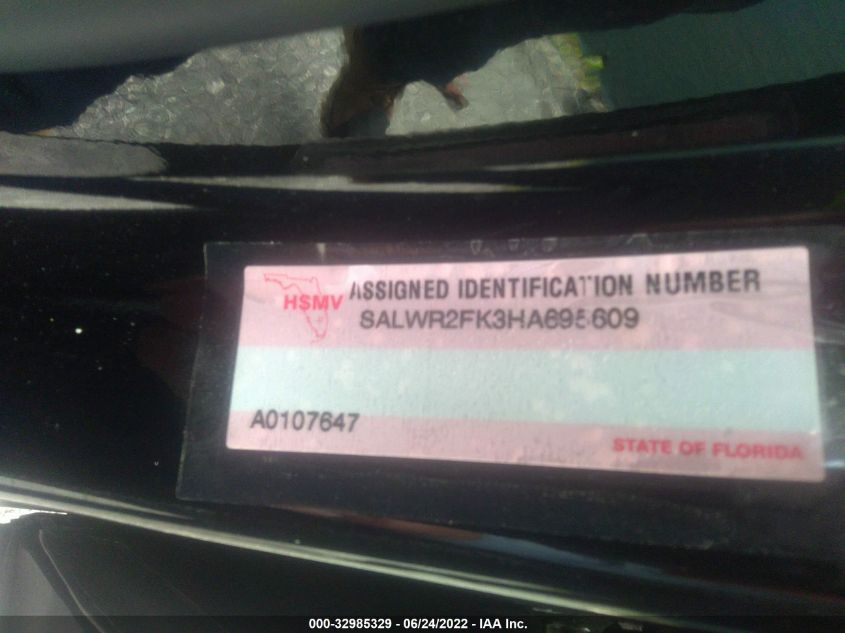 ASSIGNED IDENTIFICATION NUMBER
HSMV
SALWR2FK3HA695609
A0107647
STATE OF FLORIDA
000-32985329 - 06/24/2022 - IAA Inc.